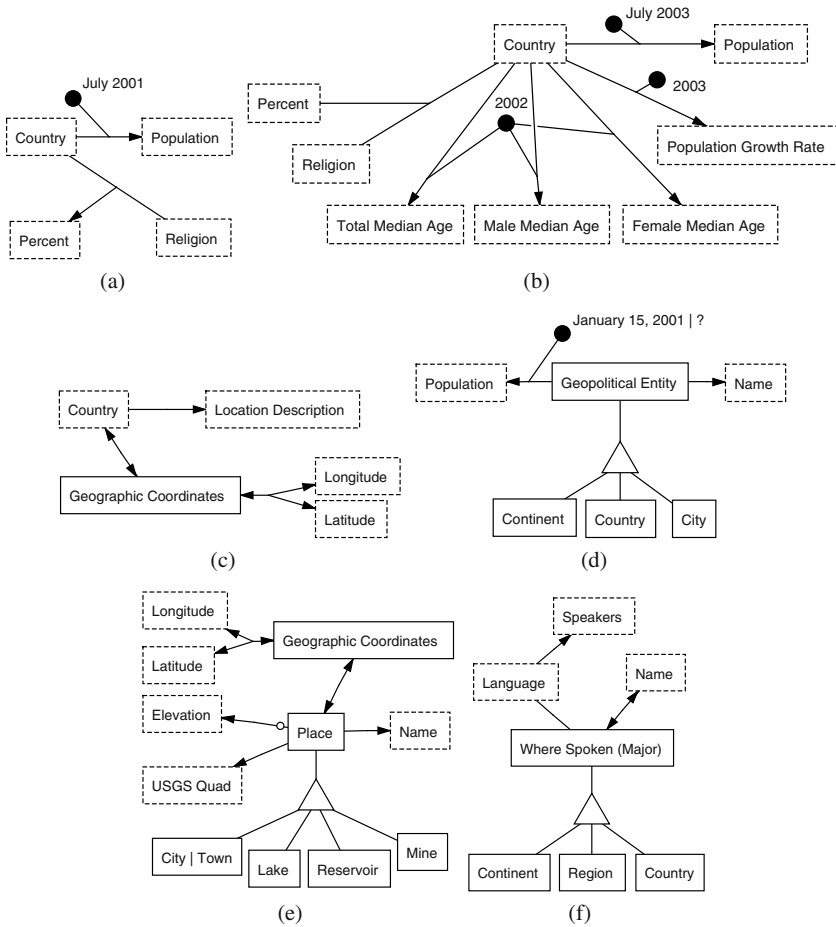 July 2001
Country
Population
Percent
Religion
(a)
July 2003
Country
Population
Percent
2003
2002
Religion
Population Growth Rate
Total Median Age
Male Median Age
Female Median Age
(b)
Country
Location Description
Geographic Coordinates
Longitude
Latitude
(c)
January 15, 2001 | ?
Population
Geopolitical Entity
Name
Continent
Country
City
(d)
Longitude
Geographic Coordinates
Latitude
Elevation
Place
Name
USGS Quad
City | Town
Lake
Reservoir
Mine
(e)
Speakers
Language
Name
Where Spoken (Major)
Continent
Region
Country
(f)